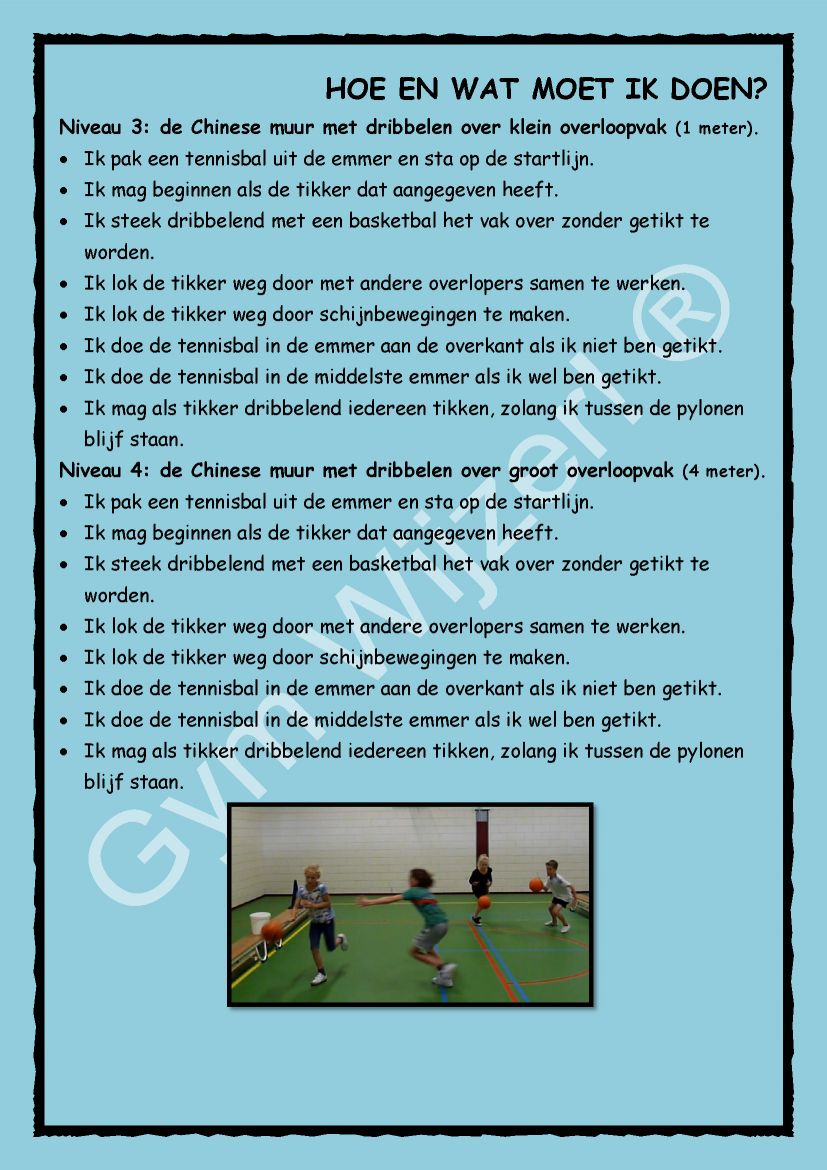 HOE EN WAT MOET IK DOEN?
Niveau 3: de Chinese muur met dribbelen over klein overloopvak (1 meter).
• Ik pak een tennisbal uit de emmer en sta op de startlijn.
• Ik mag beginnen als de tikker dat aangegeven heeft.
• Ik steek dribbelend met een basketbal het vak over zonder getikt te
worden.
• Ik lok de tikker weg door met andere overlopers samen te werken.
• Ik lok de tikker weg door schijnbewegingen te maken.
• Ik doe de tennisbal in de emmer aan de overkant als ik niet ben getikt.
• Ik doe de tennisbal in de middelste emmer als ik wel ben getikt.
• Ik mag als tikker dribbelend iedereen tikken, zolang ik tussen de pylonen
blijf staan.
Niveau 4: de Chinese muur met dribbelen over groot overloopvak (4 meter).
• Ik pak een tennisbal uit de emmer en sta op de startlijn.
• Ik mag beginnen als de tikker dat aangegeven heeft.
• Ik steek dribbelend met een basketbal het vak over zonder getikt te
worden.
• Ik lok de tikker weg door met andere overlopers samen te werken.
• Ik lok de tikker weg door schijnbewegingen te maken.
• Ik doe de tennisbal in de emmer aan de overkant als ik niet ben getikt.
• Ik doe de tennisbal in de middelste emmer als ik wel ben getikt.
• Ik mag als tikker dribbelend iedereen tikken, zolang ik tussen de pylonen
blijf staan.
Gym Wijzer! ®